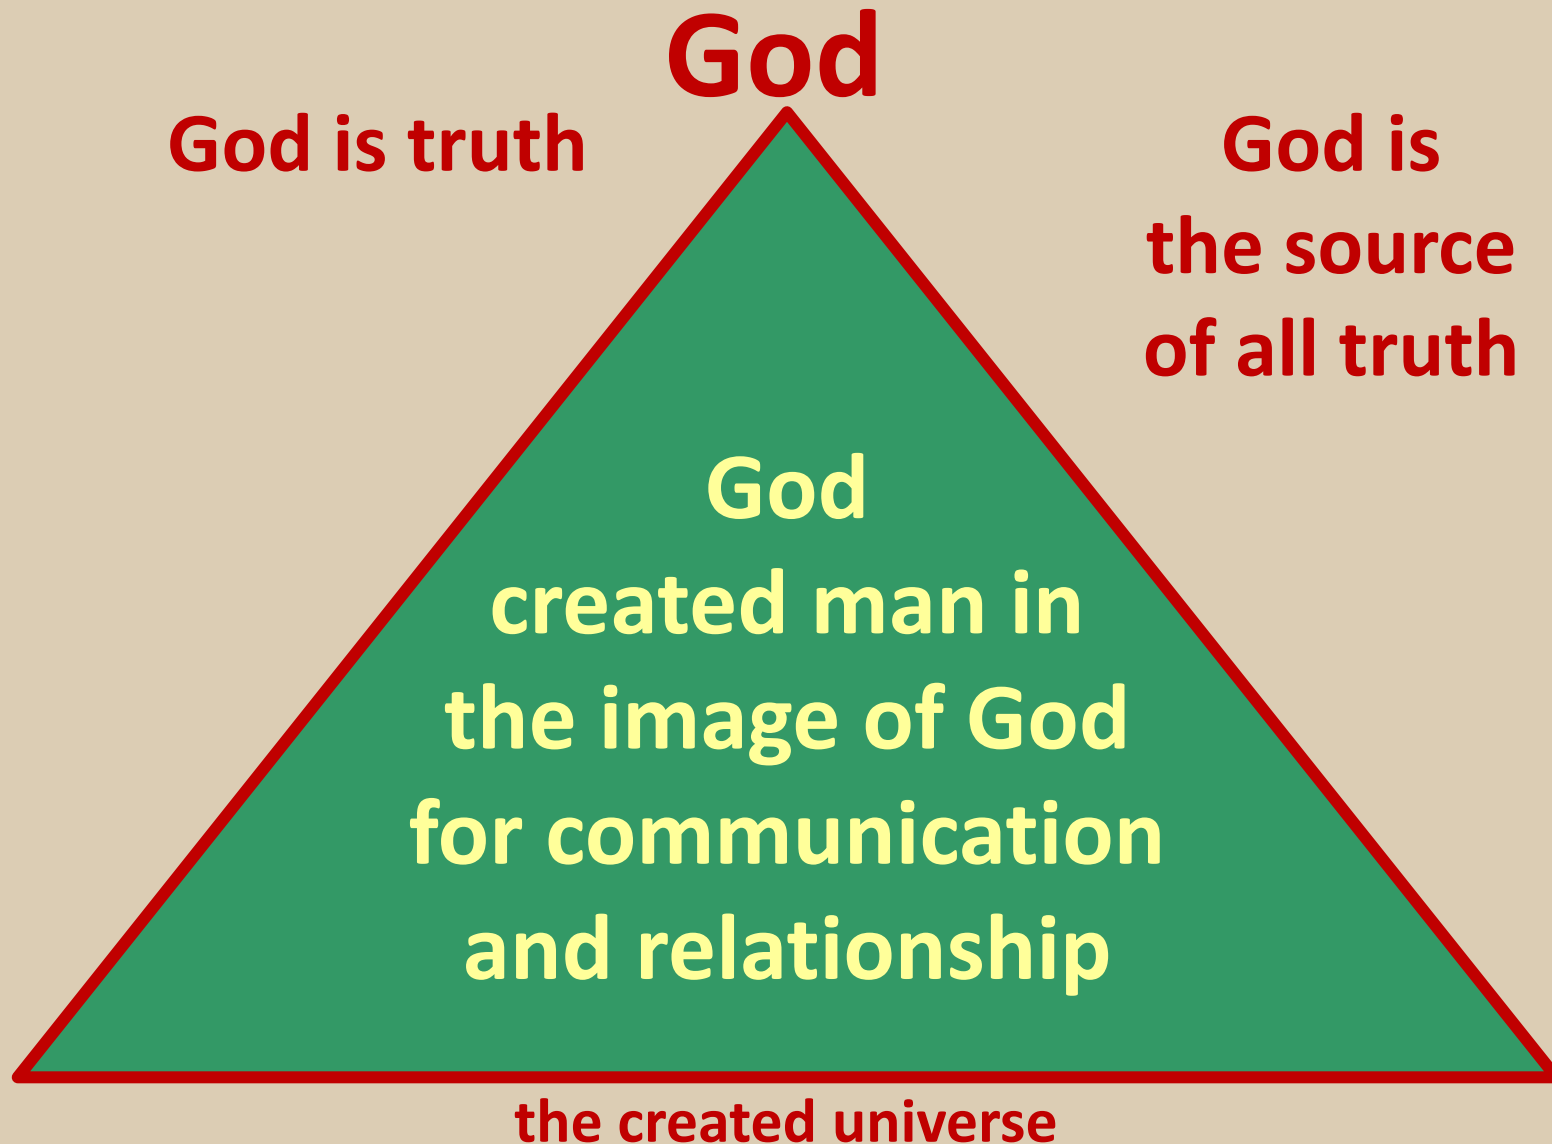 God
God is truth
God is
the source
of all truth
God
created man in
the image of God
for communication
and relationship
the created universe